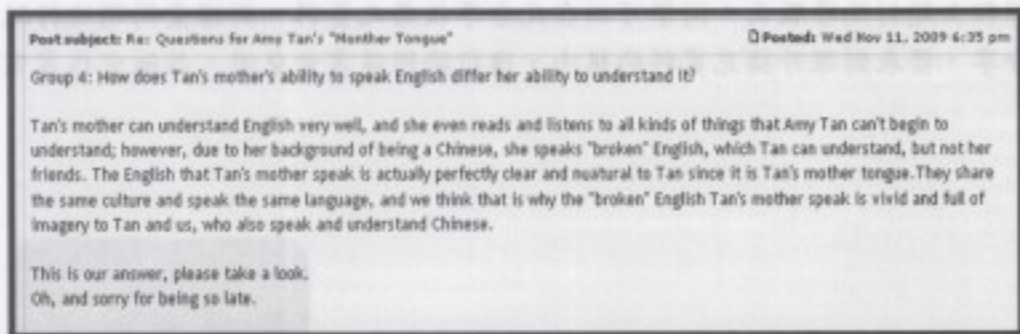 Post subject: Re: Questions for Amy Tan's "Monther Tongue" Posted: Wed Nov 11, 2009 6:35 pm
Group 4: How does Tan's mother's ability to speak English differ her ability to understand it?
Tan's mother can understand English very well, and she even reads and listens to all kinds of things that Amy Tan can't begin to
understand; however, due to her background of being a Chinese, she speaks "broken" English, which Tan can understand, but not her
friends. The English that Tan's mother speak is actually perfectly clear and nuatural to Tan since it is Tan's mother tongue.They share
the same culture and speak the same language, and we think that is why the "broken" English Tan's mother speak is vivid and full of
imagery to Tan and us, who also speak and understand Chinese.
This is our answer, please take a look.
Oh, and sorry for being so late.